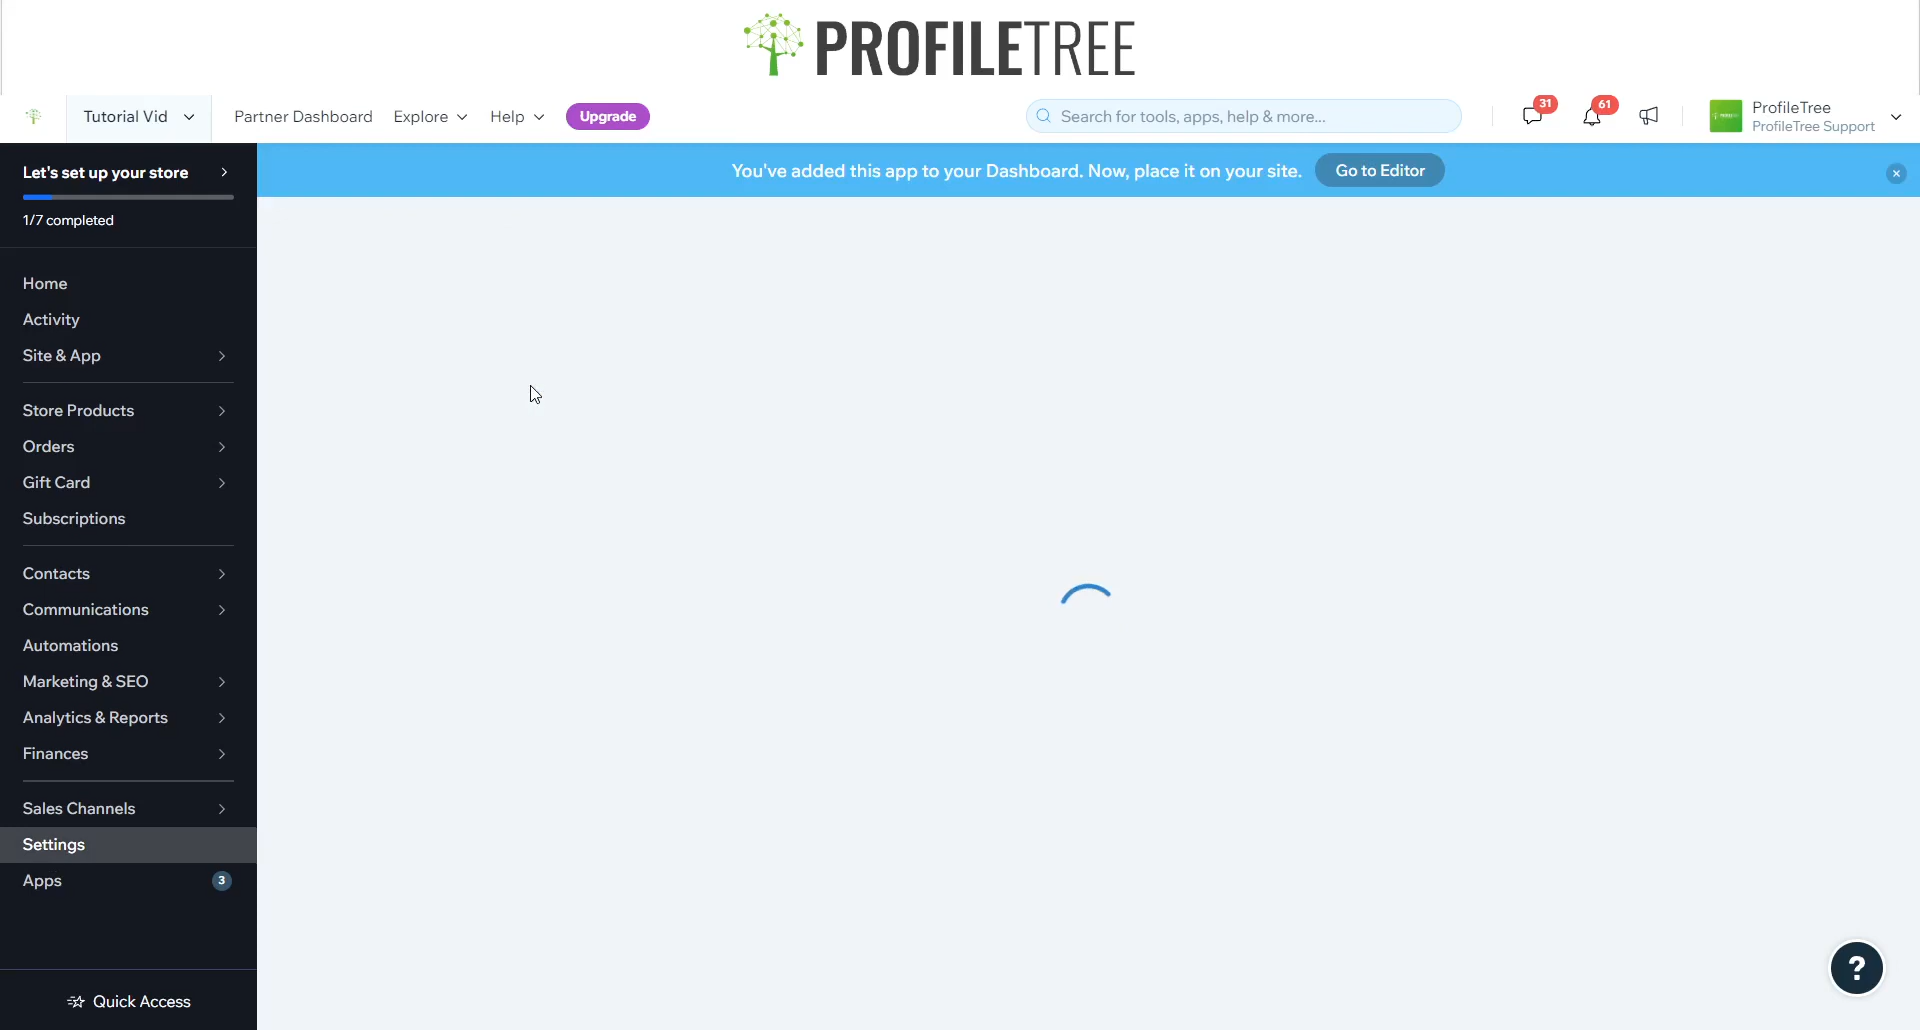 PROFILETREE
Tutorial Vid
Partner Dashboard
Explore
Help
Upgrade
Search for tools, apps, help & more...
31
61
ProfileTree
ProfileTree Support
Let's set up your store
1/7 completed
You've added this app to your Dashboard. Now, place it on your site.
Go to Editor
Home
Activity
Site & App
Store Products
Orders
Gift Card
Subscriptions
Contacts
Communications
Automations
Marketing & SEO
Analytics & Reports
Finances
Sales Channels
Settings
Apps
3
Quick Access
?